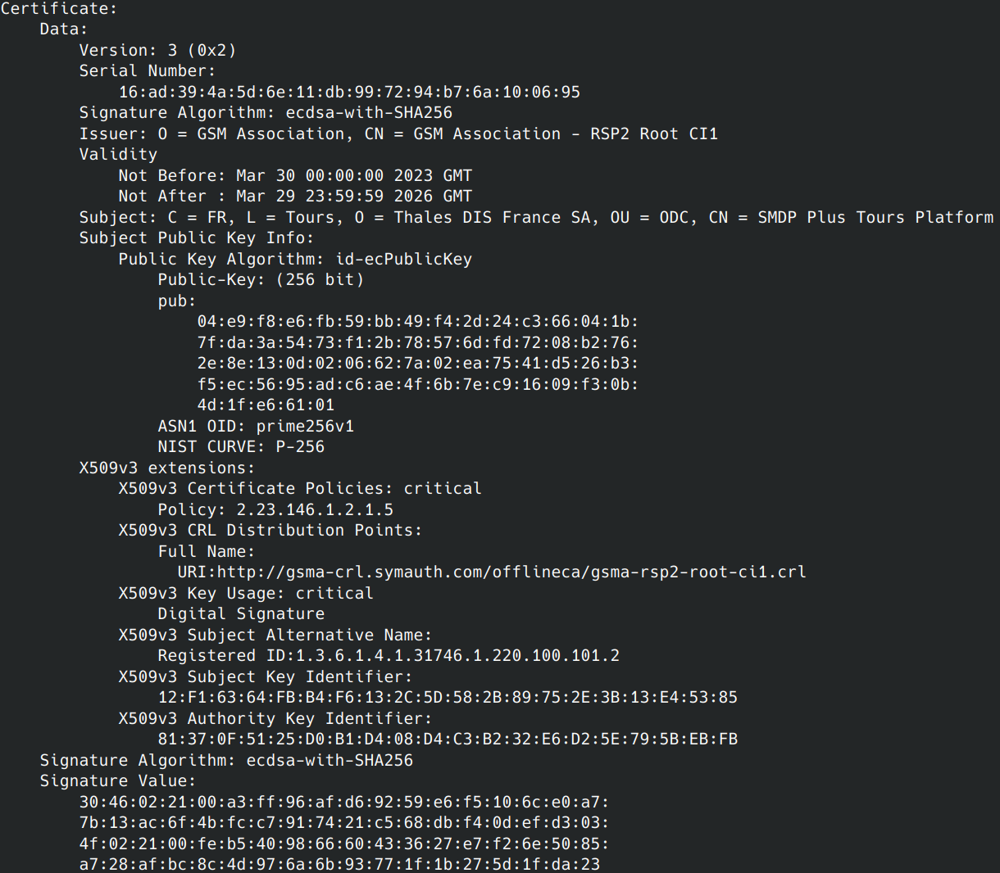 Certificate:
    Data:
        Version: 3 (0x2)
        Serial Number:
            16:ad:39:4a:5d:6e:11:db:99:72:94:b7:6a:10:06:95
        Signature Algorithm: ecdsa-with-SHA256
        Issuer: O = GSM Association, CN = GSM Association - RSP2 Root CI1
        Validity
            Not Before: Mar 30 00:00:00 2023 GMT
            Not After : Mar 29 23:59:59 2026 GMT
        Subject: C = FR, L = Tours, O = Thales DIS France SA, OU = ODC, CN = SMDP Plus Tours Platform
        Subject Public Key Info:
            Public Key Algorithm: id-ecPublicKey
                Public-Key: (256 bit)
                pub:
                    04:e9:f8:e6:fb:59:bb:49:f4:2d:24:c3:66:04:1b:
                    7f:da:3a:54:73:f1:2b:78:57:6d:fd:72:08:b2:76:
                    2e:8e:13:0d:02:06:62:7a:02:ea:75:41:d5:26:b3:
                    f5:ec:56:95:ad:c6:ae:4f:6b:7e:c9:16:09:f3:0b:
                    4d:1f:e6:61:01
                ASN1 OID: prime256v1
                NIST CURVE: P-256
        X509v3 extensions:
            X509v3 Certificate Policies: critical
                Policy: 2.23.146.1.2.1.5
            X509v3 CRL Distribution Points:
                Full Name:
                  URI:http://gsma-crl.symauth.com/offlineca/gsma-rsp2-root-ci1.crl
            X509v3 Key Usage: critical
                Digital Signature
            X509v3 Subject Alternative Name:
                Registered ID:1.3.6.1.4.1.31746.1.220.100.101.2
            X509v3 Subject Key Identifier:
                12:F1:63:64:FB:B4:F6:13:2C:5D:58:2B:89:75:2E:3B:13:E4:53:85
            X509v3 Authority Key Identifier:
                81:37:0F:51:25:D0:B1:D4:08:D4:C3:B2:32:E6:D2:5E:79:5B:EB:FB
    Signature Algorithm: ecdsa-with-SHA256
    Signature Value:
        30:46:02:21:00:a3:ff:96:af:d6:92:59:e6:f5:10:6c:e0:a7:
        7b:13:ac:6f:4b:fc:c7:91:74:21:c5:68:db:f4:0d:ef:d3:03:
        4f:02:21:00:fe:b5:40:98:66:60:43:36:27:e7:f2:6e:50:85:
        a7:28:af:bc:8c:4d:97:6a:6b:93:77:1f:1b:27:5d:1f:da:23